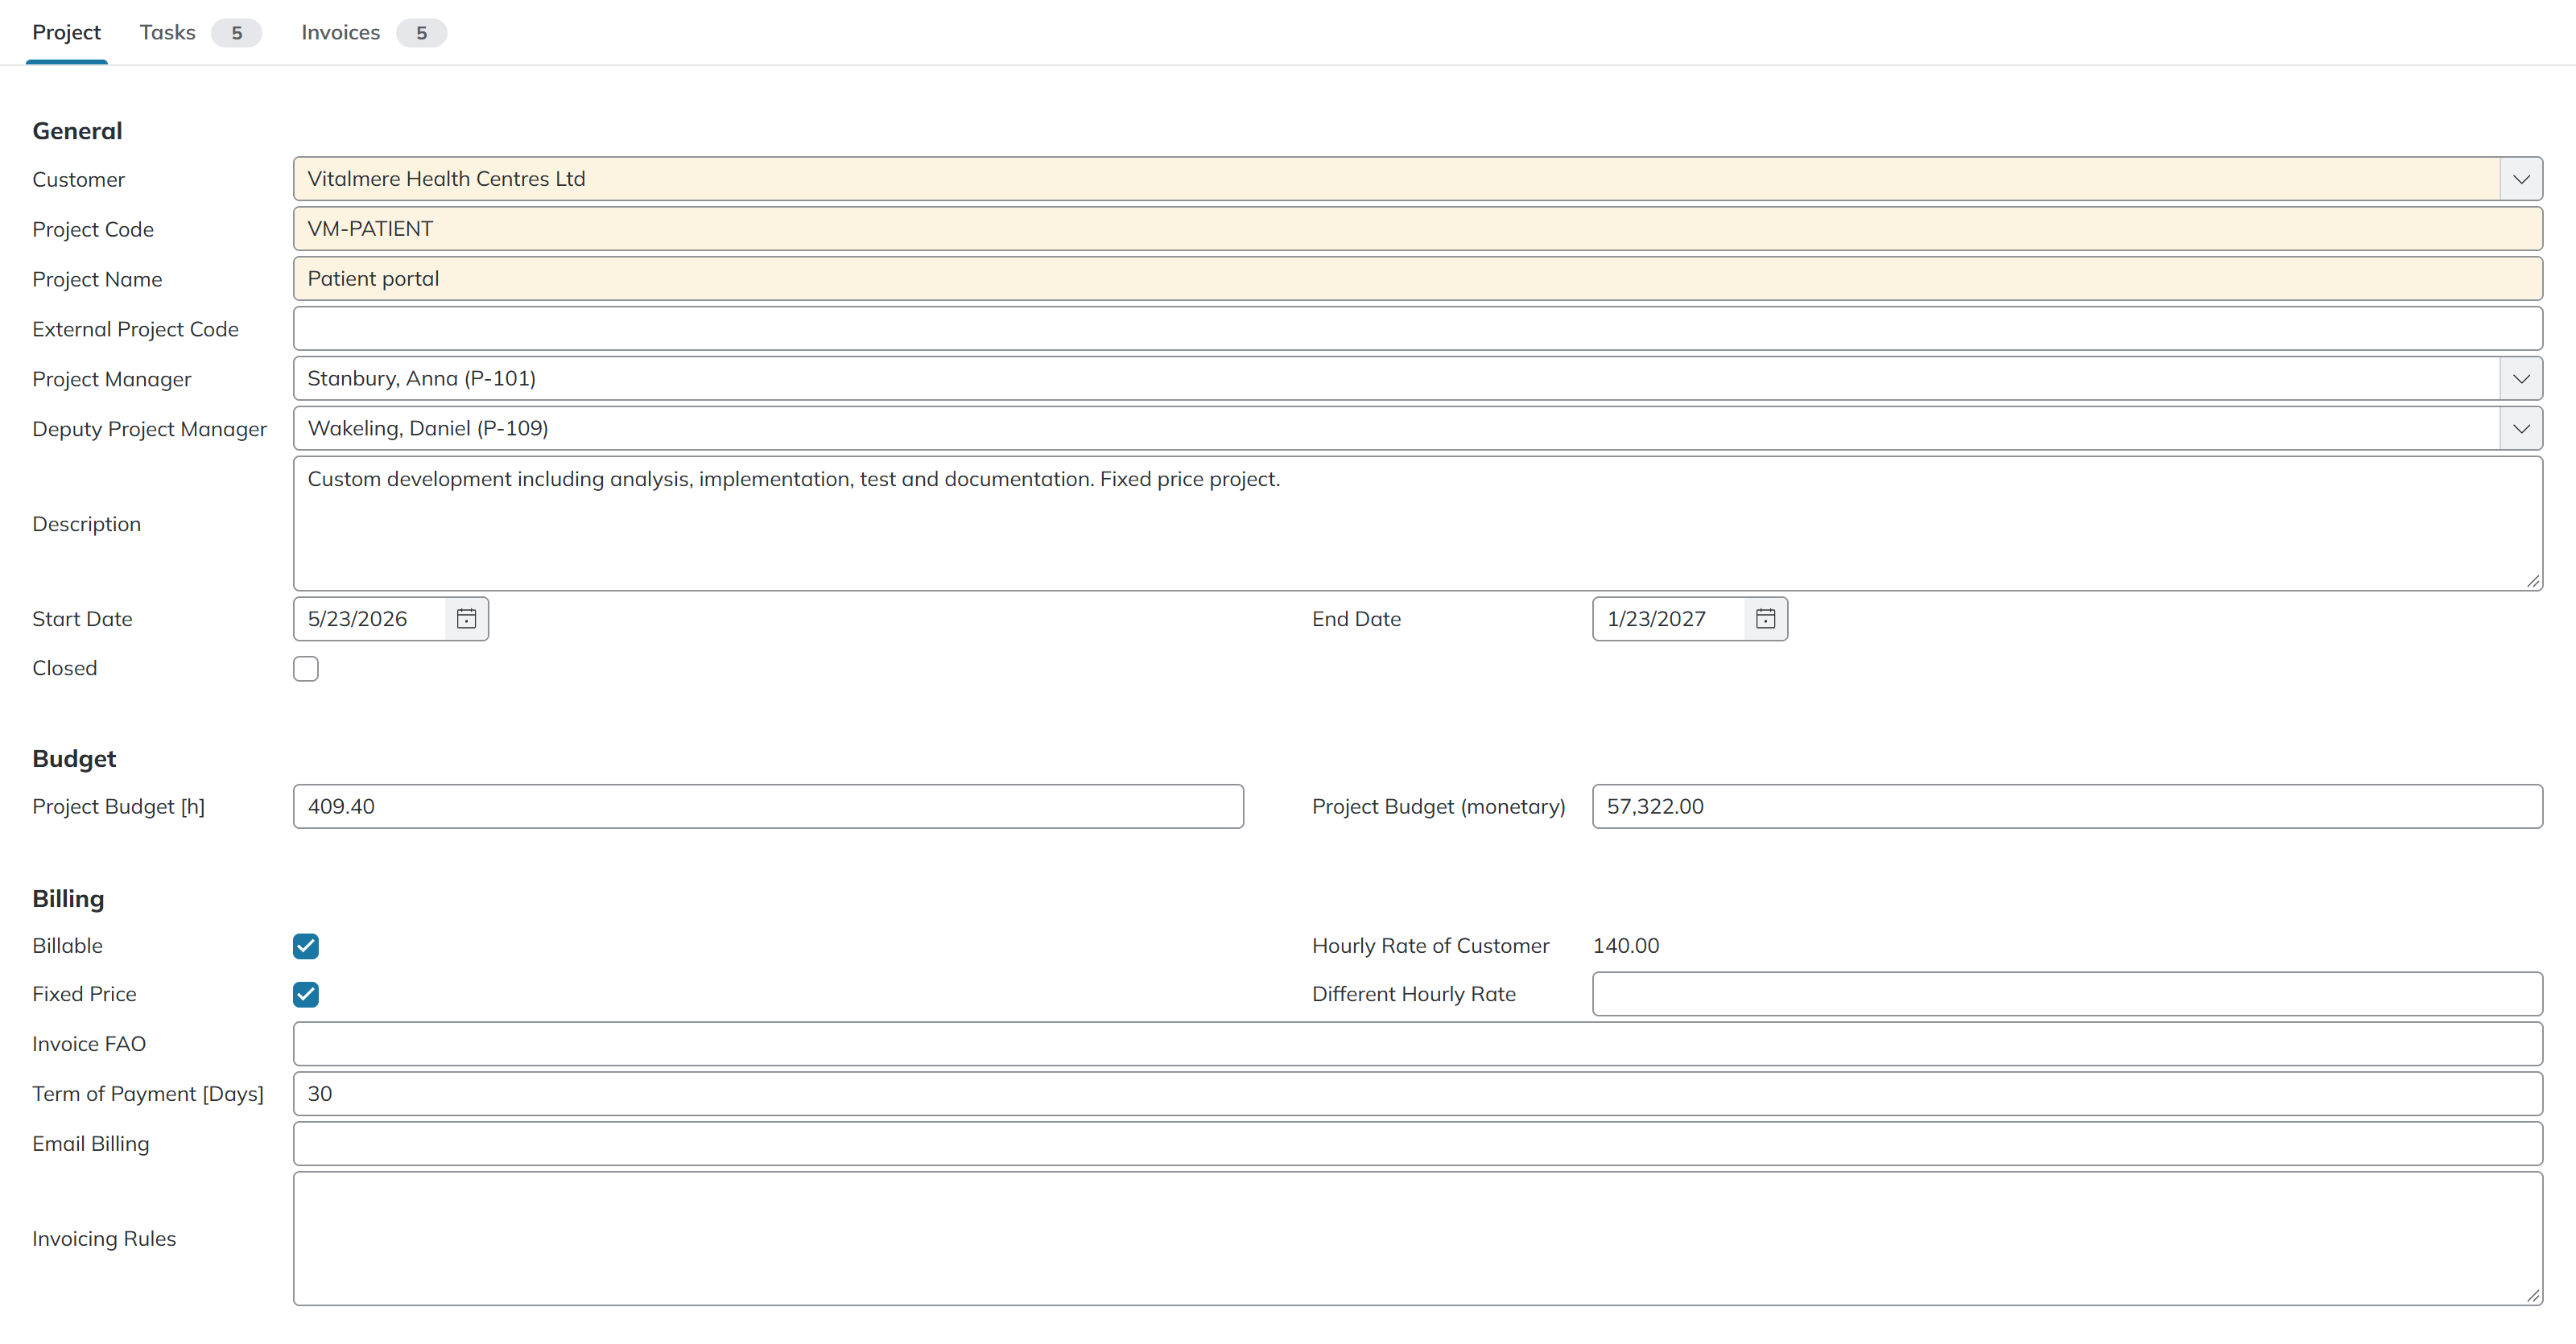 Project Tasks 5 Invoices 5
General
Customer Vitalmere Health Centres Ltd
Project Code VM-PATIENT
Project Name Patient portal
External Project Code
Project Manager Stanbury, Anna (P-101)
Deputy Project Manager Wakeling, Daniel (P-109)
Description Custom development including analysis, implementation, test and documentation. Fixed price project.
Start Date 5/23/2026 End Date 1/23/2027
Closed
Budget
Project Budget [h] 409.40 Project Budget (monetary) 57,322.00
Billing
Billable Hourly Rate of Customer 140.00
Fixed Price Different Hourly Rate
Invoice FAO
Term of Payment [Days] 30
Email Billing
Invoicing Rules